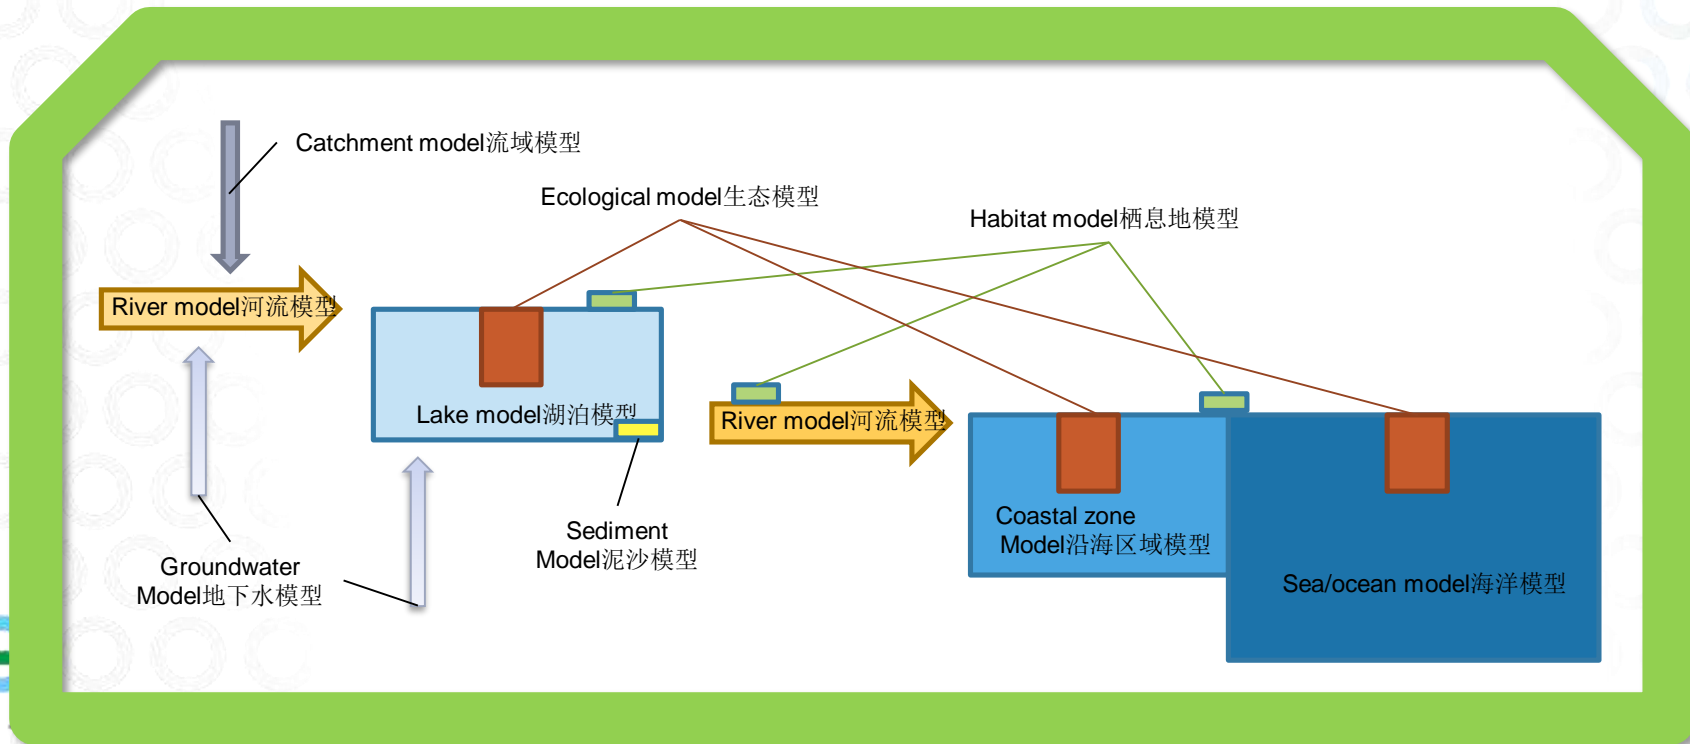 Catchment model流域模型
Ecological model生态模型
Habitat model栖息地模型
River model河流模型
Lake model湖泊模型
River model河流模型
Sediment
Model泥沙模型
Groundwater
Model地下水模型
Coastal zone
Model沿海区域模型
Sea/ocean model海洋模型